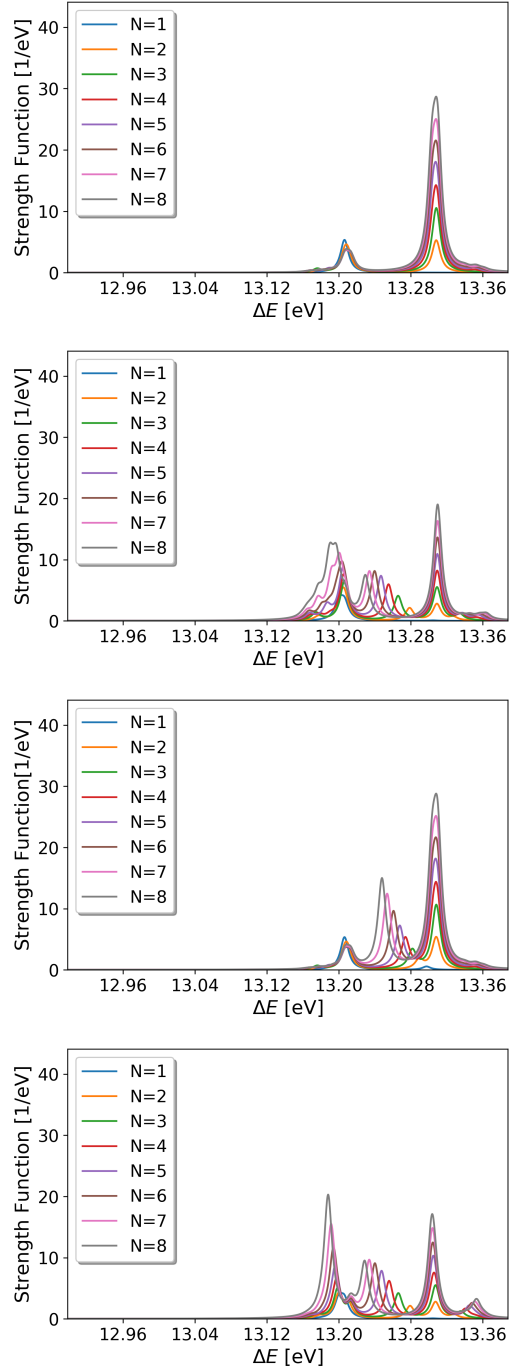 Strength Function [1/eV]
40
30
20
10
0
N=1
N=2
N=3
N=4
N=5
N=6
N=7
N=8
12.96 13.04 13.12 13.20 13.28 13.36
ΔE [eV]
Strength Function [1/eV]
40
30
20
10
0
N=1
N=2
N=3
N=4
N=5
N=6
N=7
N=8
12.96 13.04 13.12 13.20 13.28 13.36
ΔE [eV]
Strength Function[1/eV]
40
30
20
10
0
N=1
N=2
N=3
N=4
N=5
N=6
N=7
N=8
12.96 13.04 13.12 13.20 13.28 13.36
ΔE [eV]
Strength Function [1/eV]
40
30
20
10
0
N=1
N=2
N=3
N=4
N=5
N=6
N=7
N=8
12.96 13.04 13.12 13.20 13.28 13.36
ΔE [eV]